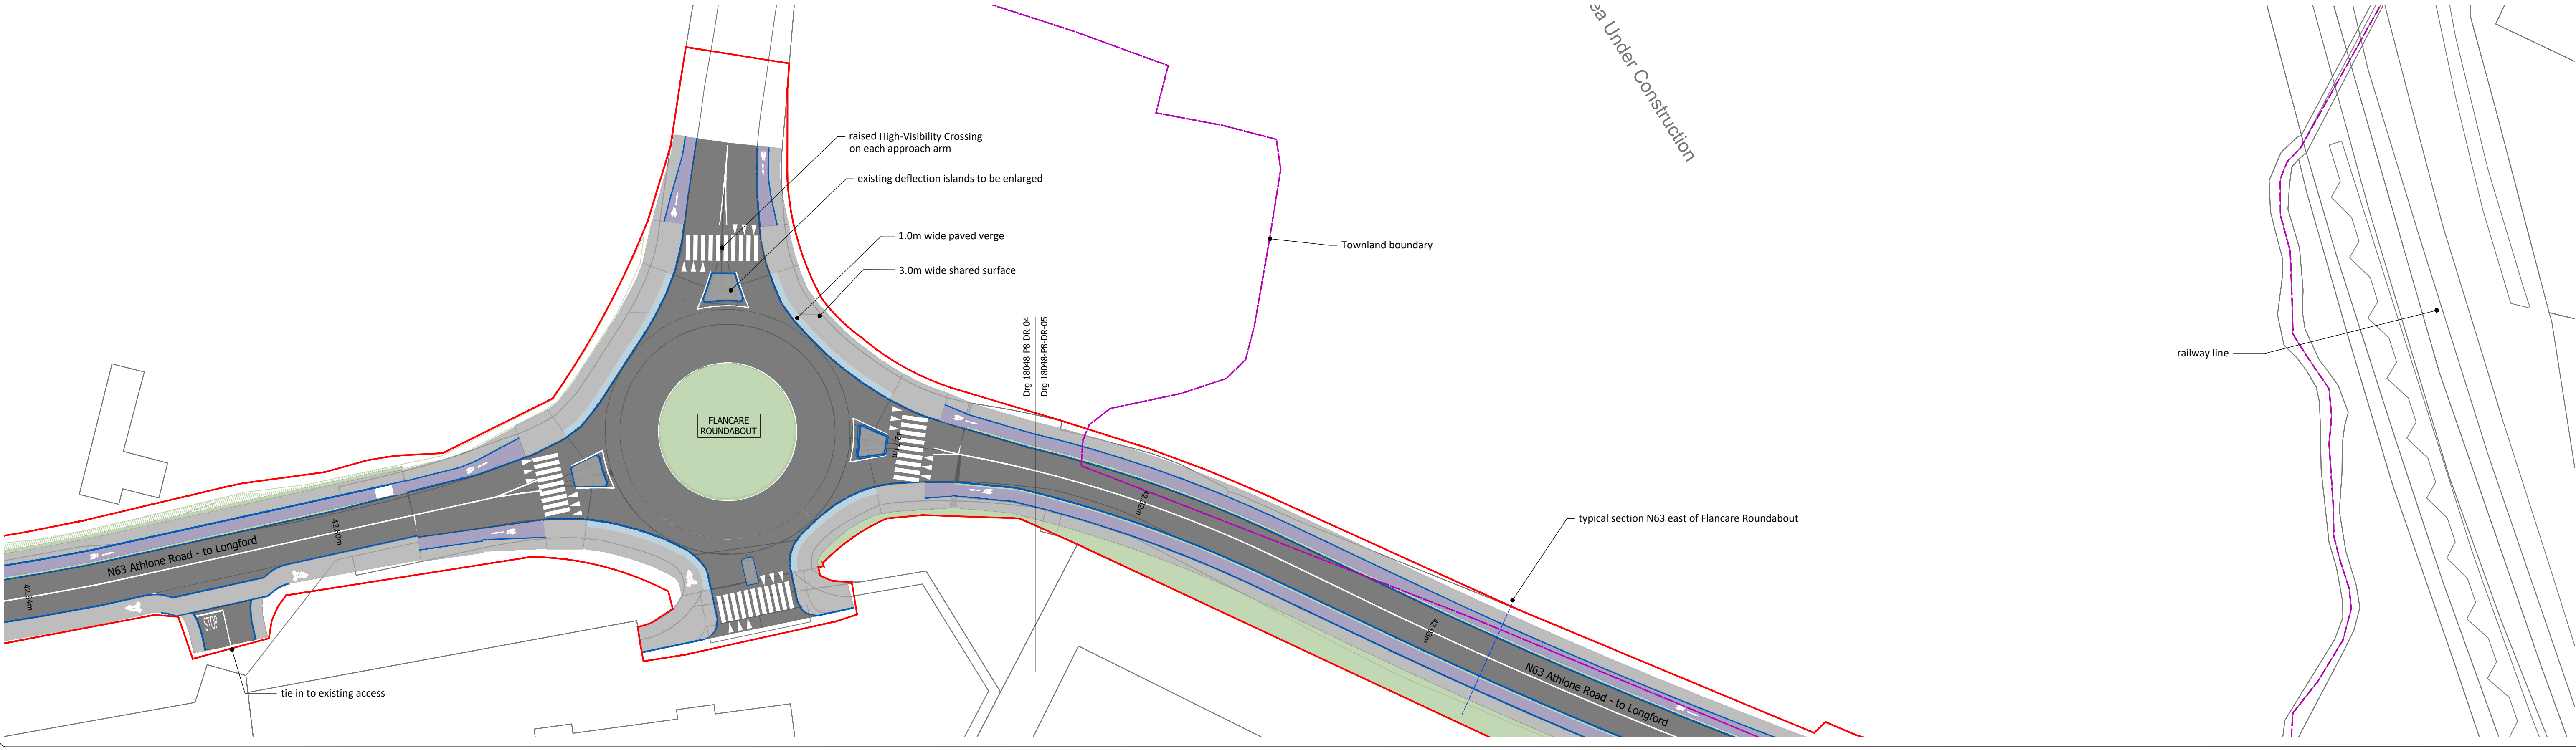 ea Under Construction
raised High-Visibility Crossing
on each approach arm
existing deflection islands to be enlarged
1.0m wide paved verge
3.0m wide shared surface
Townland boundary
Drg 18048-P8-DR-04
Drg 18048-P8-DR-05
railway line
FLANCARE
ROUNDABOUT
typical section N63 east of Flancare Roundabout
N63 Athlone Road - to Longford
STOP
tie in to existing access
N63 Athlone Road - to Longford